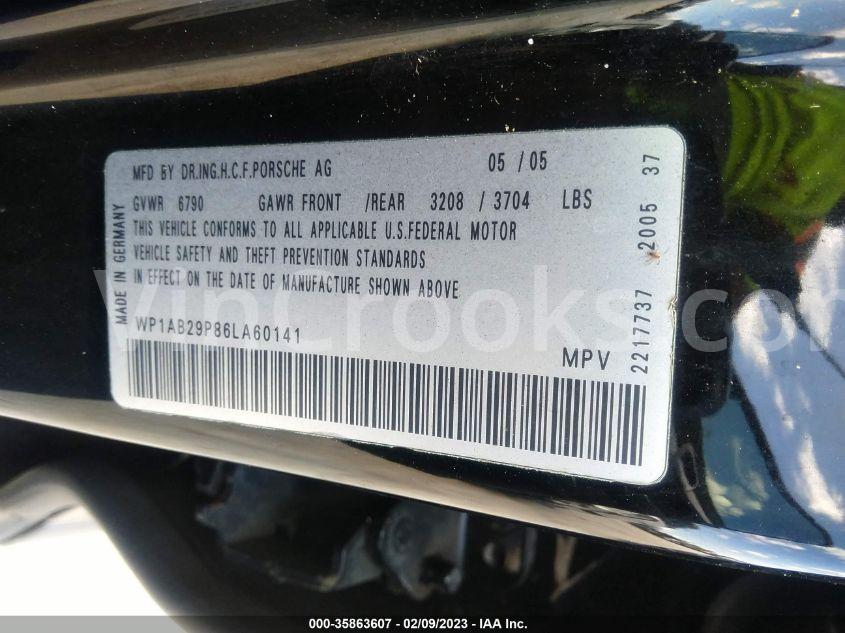 MFD BY DR.ING.H.C.F.PORSCHE AG 05 / 05
GVWR 6790 GAWR FRONT /REAR 3208 / 3704 LBS
THIS VEHICLE CONFORMS TO ALL APPLICABLE U.S.FEDERAL MOTOR
VEHICLE SAFETY AND THEFT PREVENTION STANDARDS
IN EFFECT ON THE DATE OF MANUFACTURE SHOWN ABOVE
WP1AB29P86LA60141
MPV
MADE IN GERMANY
2217737 2005 37
VinCrooks.com
000-35863607 - 02/09/2023 - IAA Inc.